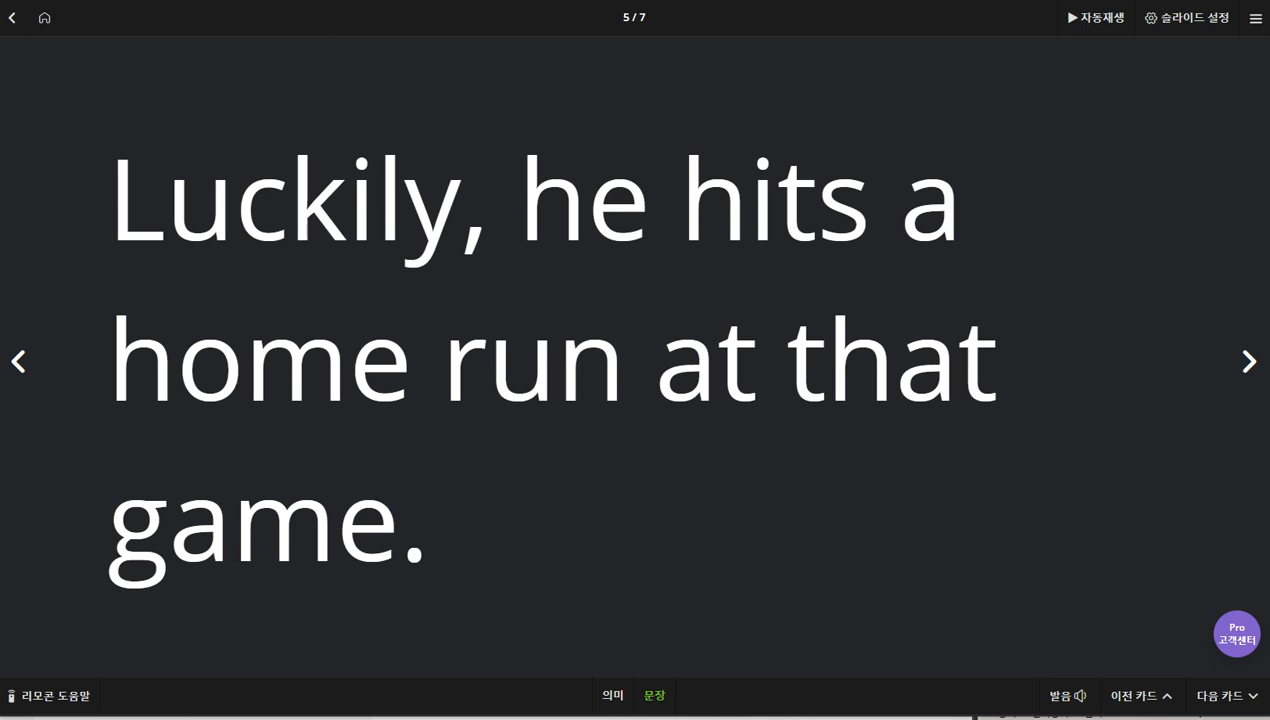 5 / 7
자동재생
슬라이드 설정
Luckily, he hits a
home run at that
game.
Pro
고객센터
리모콘 도움말
의미
문장
발음
이전 카드
다음 카드